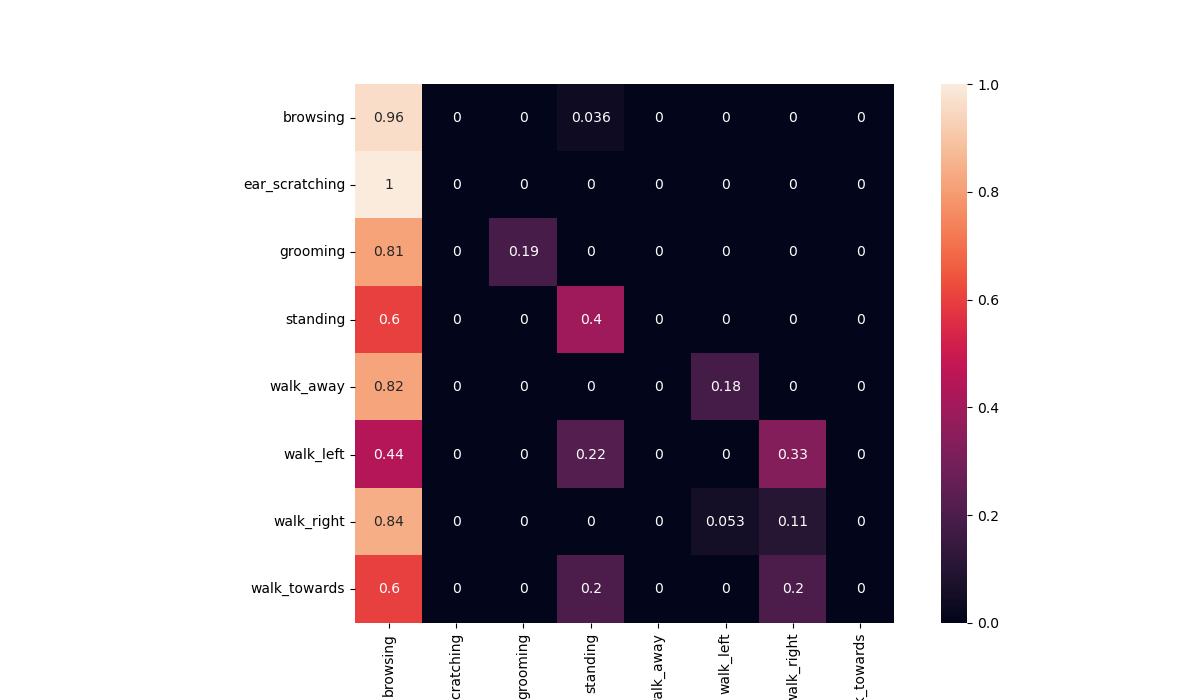 browsing 0.96 0 0 0.036 0 0 0 0 1.0
ear_scratching 1 0 0 0 0 0 0 0
0.8
grooming 0.81 0 0.19 0 0 0 0 0
standing 0.6 0 0 0.4 0 0 0 0 0.6
walk_away 0.82 0 0 0 0 0.18 0 0
0.4
walk_left 0.44 0 0 0.22 0 0 0.33 0
walk_right 0.84 0 0 0 0 0.053 0.11 0 0.2
walk_towards 0.6 0 0 0.2 0 0 0.2 0
0.0
browsing
cratching
grooming
standing
alk_away
walk_left
walk_right
_towards